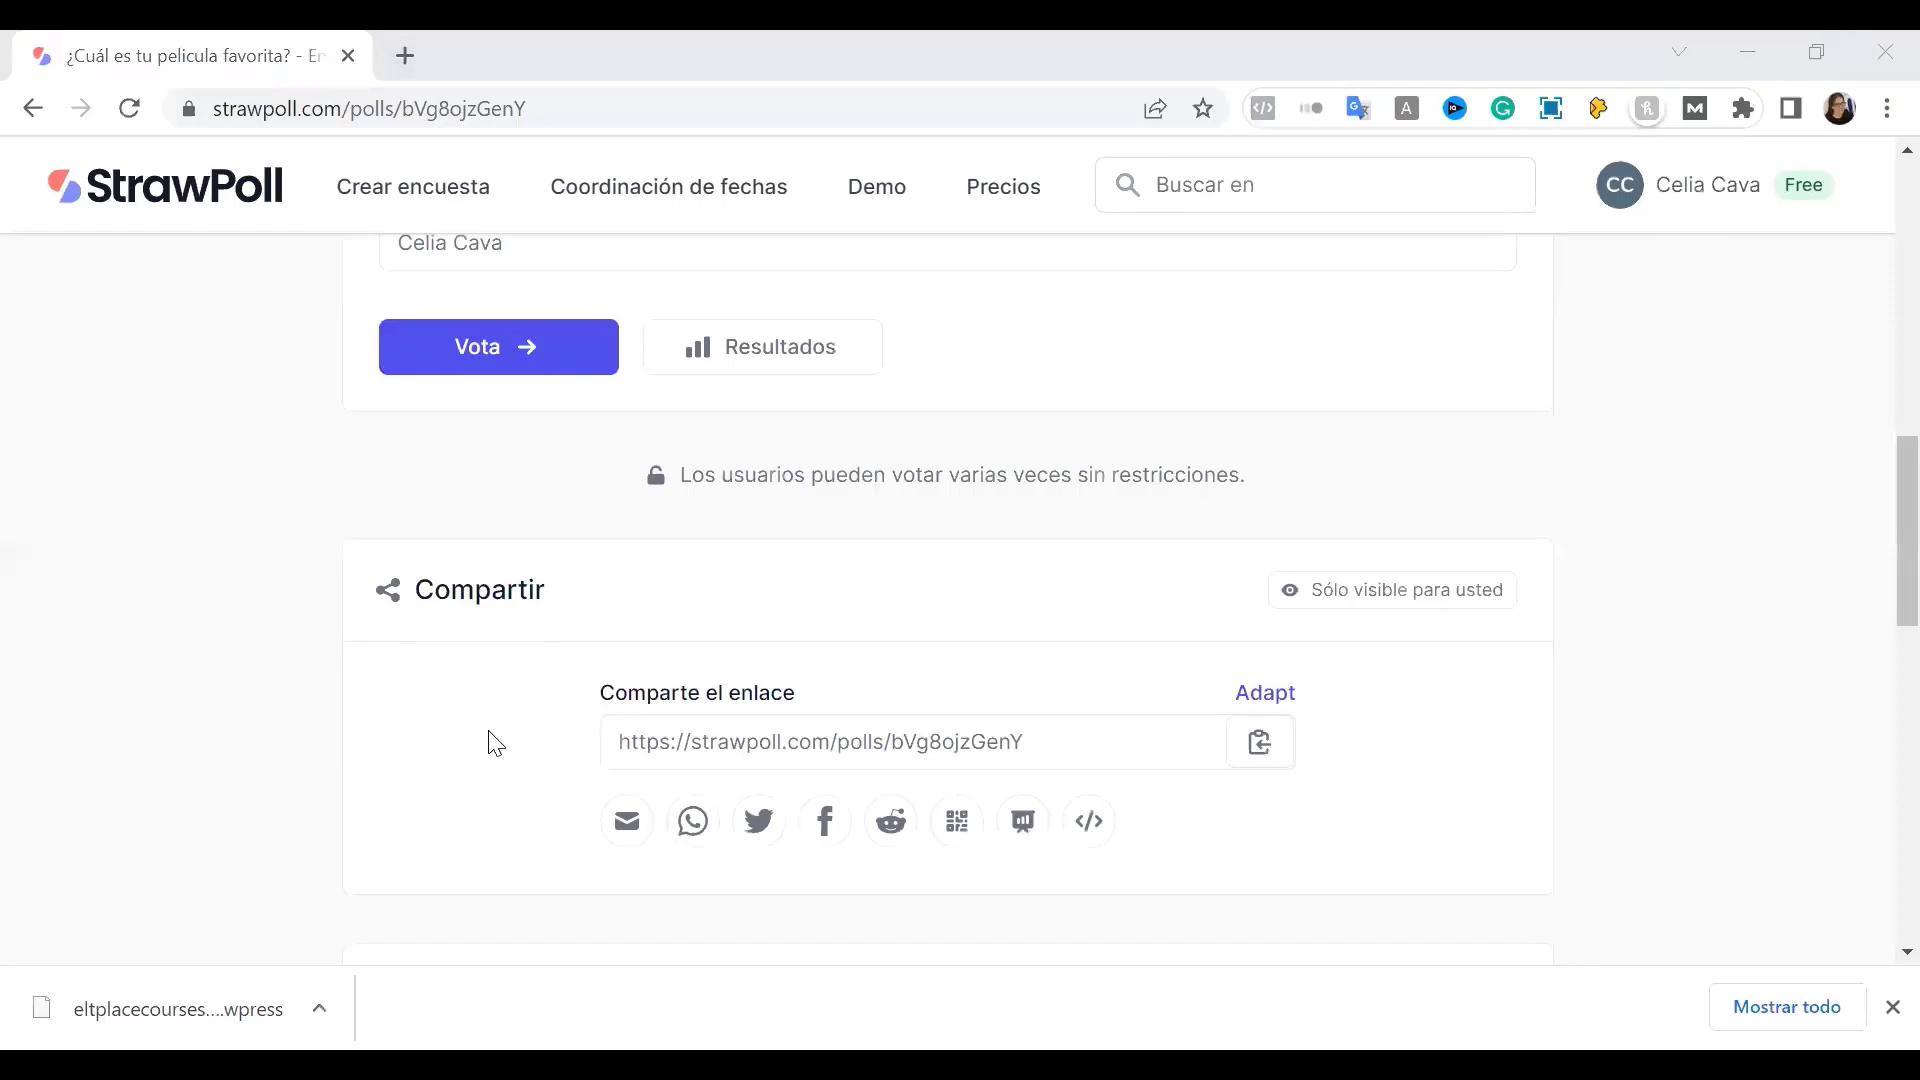 ¿Cuál es tu pelicula favorita? - En
strawpoll.com/polls/bVg8ojzGenY
StrawPoll
Crear encuesta
Coordinación de fechas
Demo
Precios
Buscar en
CC
Celia Cava
Free
Celia Cava
Vota
Resultados
Los usuarios pueden votar varias veces sin restricciones.
Compartir
Sólo visible para usted
Comparte el enlace
Adapt
https://strawpoll.com/polls/bVg8ojzGenY
eltplacecourses....wpress
Mostrar todo